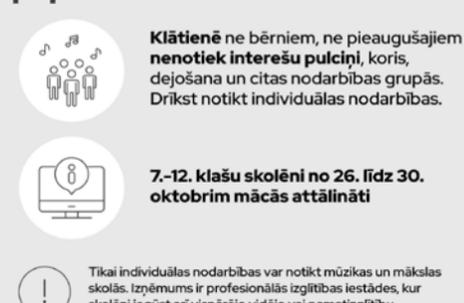 Klātienē ne bērniem, ne pieaugušajiem
nenotiek interešu pulciņi, koris,
dejošana un citas nodarbības grupās.
Drīkst notikt individuālas nodarbības.
7.-12. klašu skolēni no 26. līdz 30.
oktobrim mācās attālināti
Tikai individuālas nodarbības var notikt mūzikas un mākslas
skolās. Izņēmums ir profesionālās izglītības iestādes, kur